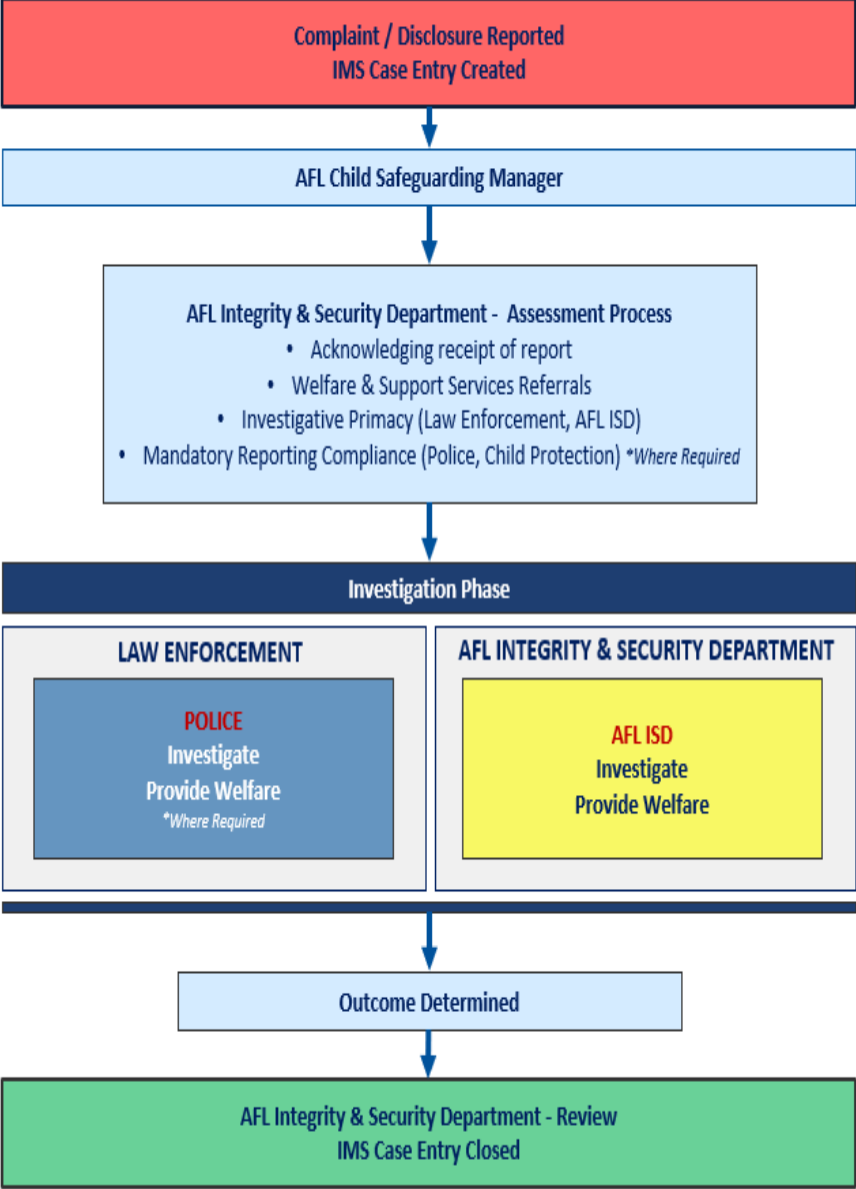 Complaint / Disclosure Reported
IMS Case Entry Created
AFL Child Safeguarding Manager
AFL Integrity & Security Department -  Assessment Process
• Acknowledging receipt of report
• Welfare & Support Services Referrals
• Investigative Primacy (Law Enforcement, AFL ISD)
• Mandatory Reporting Compliance (Police, Child Protection) *Where Required
Investigation Phase
LAW ENFORCEMENT
POLICE
Investigate
Provide Welfare
*Where Required
AFL INTEGRITY & SECURITY DEPARTMENT
AFL ISD
Investigate
Provide Welfare
Outcome Determined
AFL Integrity & Security Department - Review
IMS Case Entry Closed